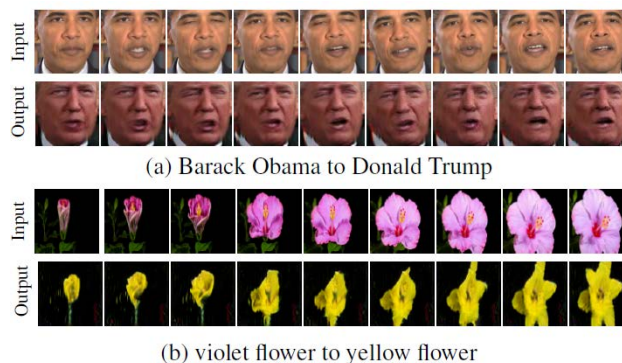 Input
Output
(a) Barack Obama to Donald Trump
Input
Output
(b) violet flower to yellow flower